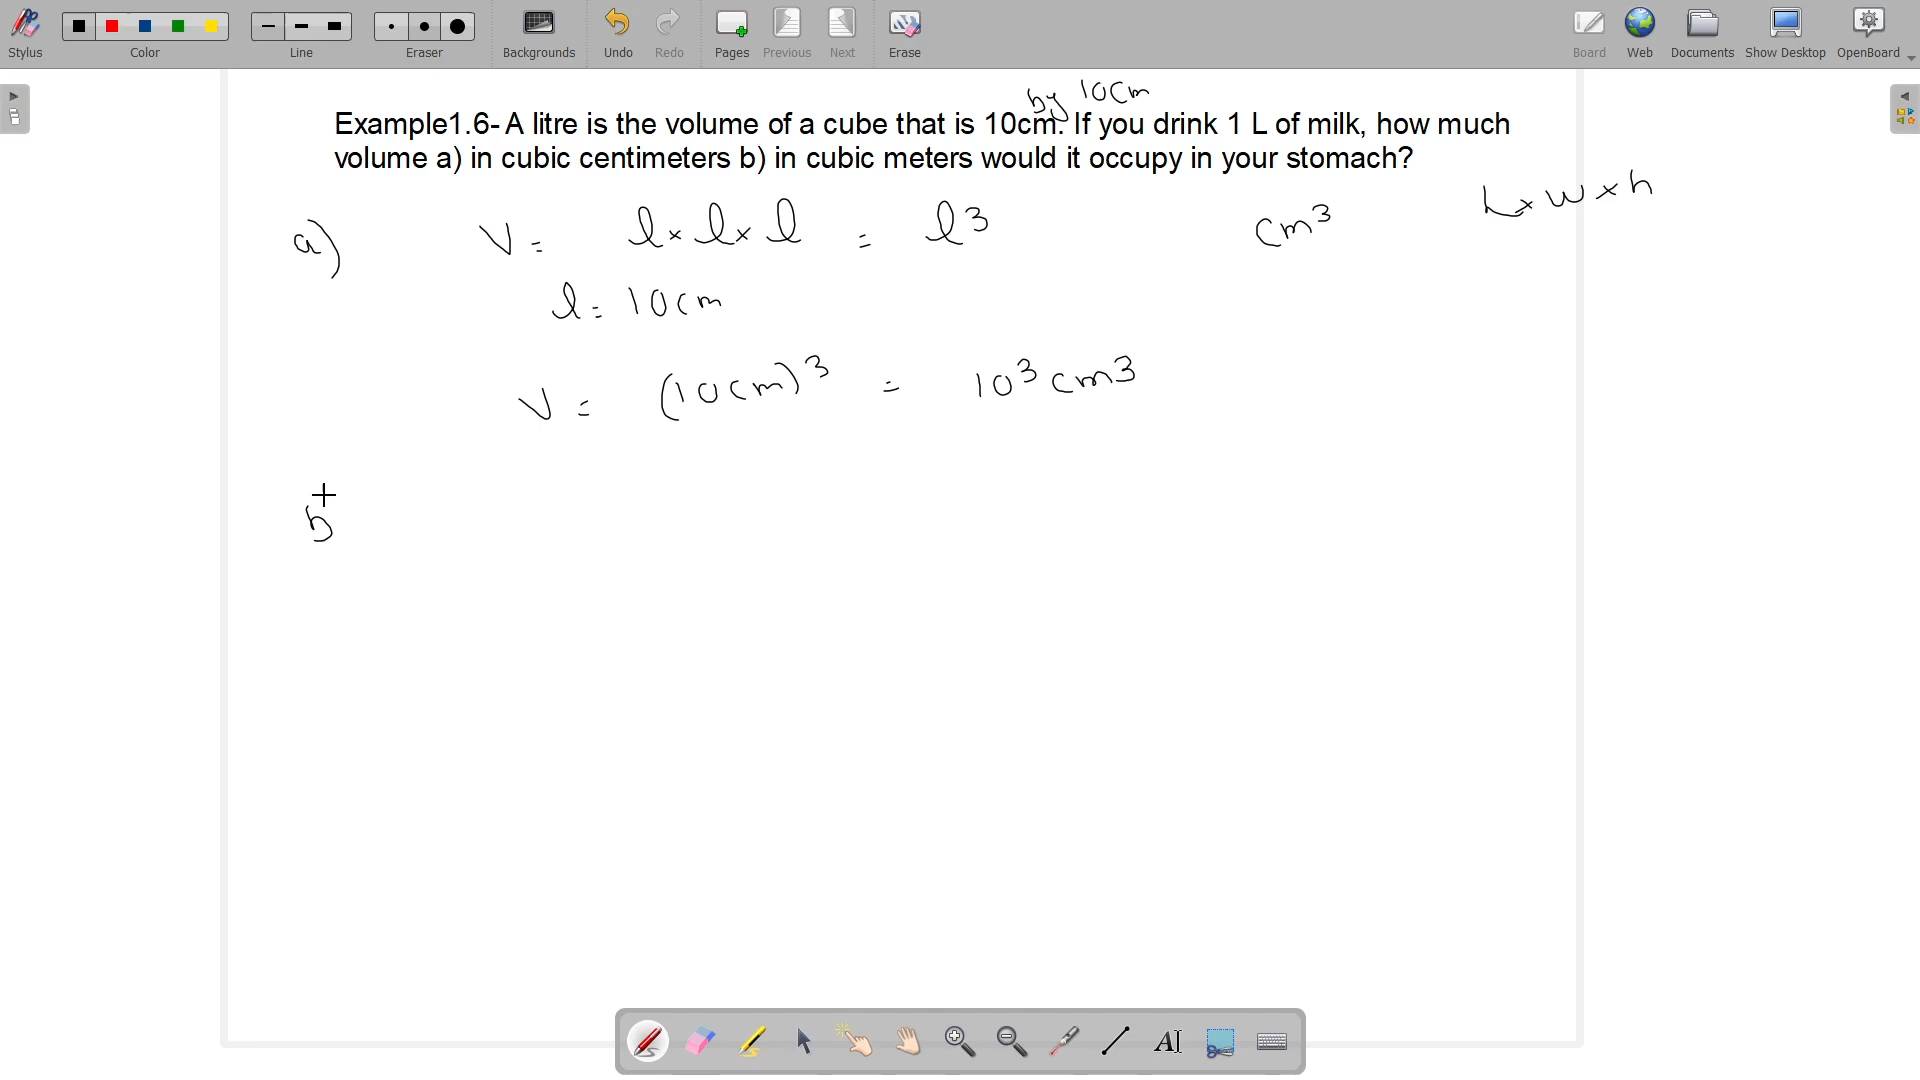 Stylus Color Line Eraser Backgrounds Undo Redo Pages Previous Next Erase Board Web Documents Show Desktop OpenBoard
by 10cm
Example1.6- A litre is the volume of a cube that is 10cm. If you drink 1 L of milk, how much
volume a) in cubic centimeters b) in cubic meters would it occupy in your stomach?
L x w x h
a) V = l x l x l = l³ cm³
l = 10cm
V = (10cm)³ = 10³ cm³
b